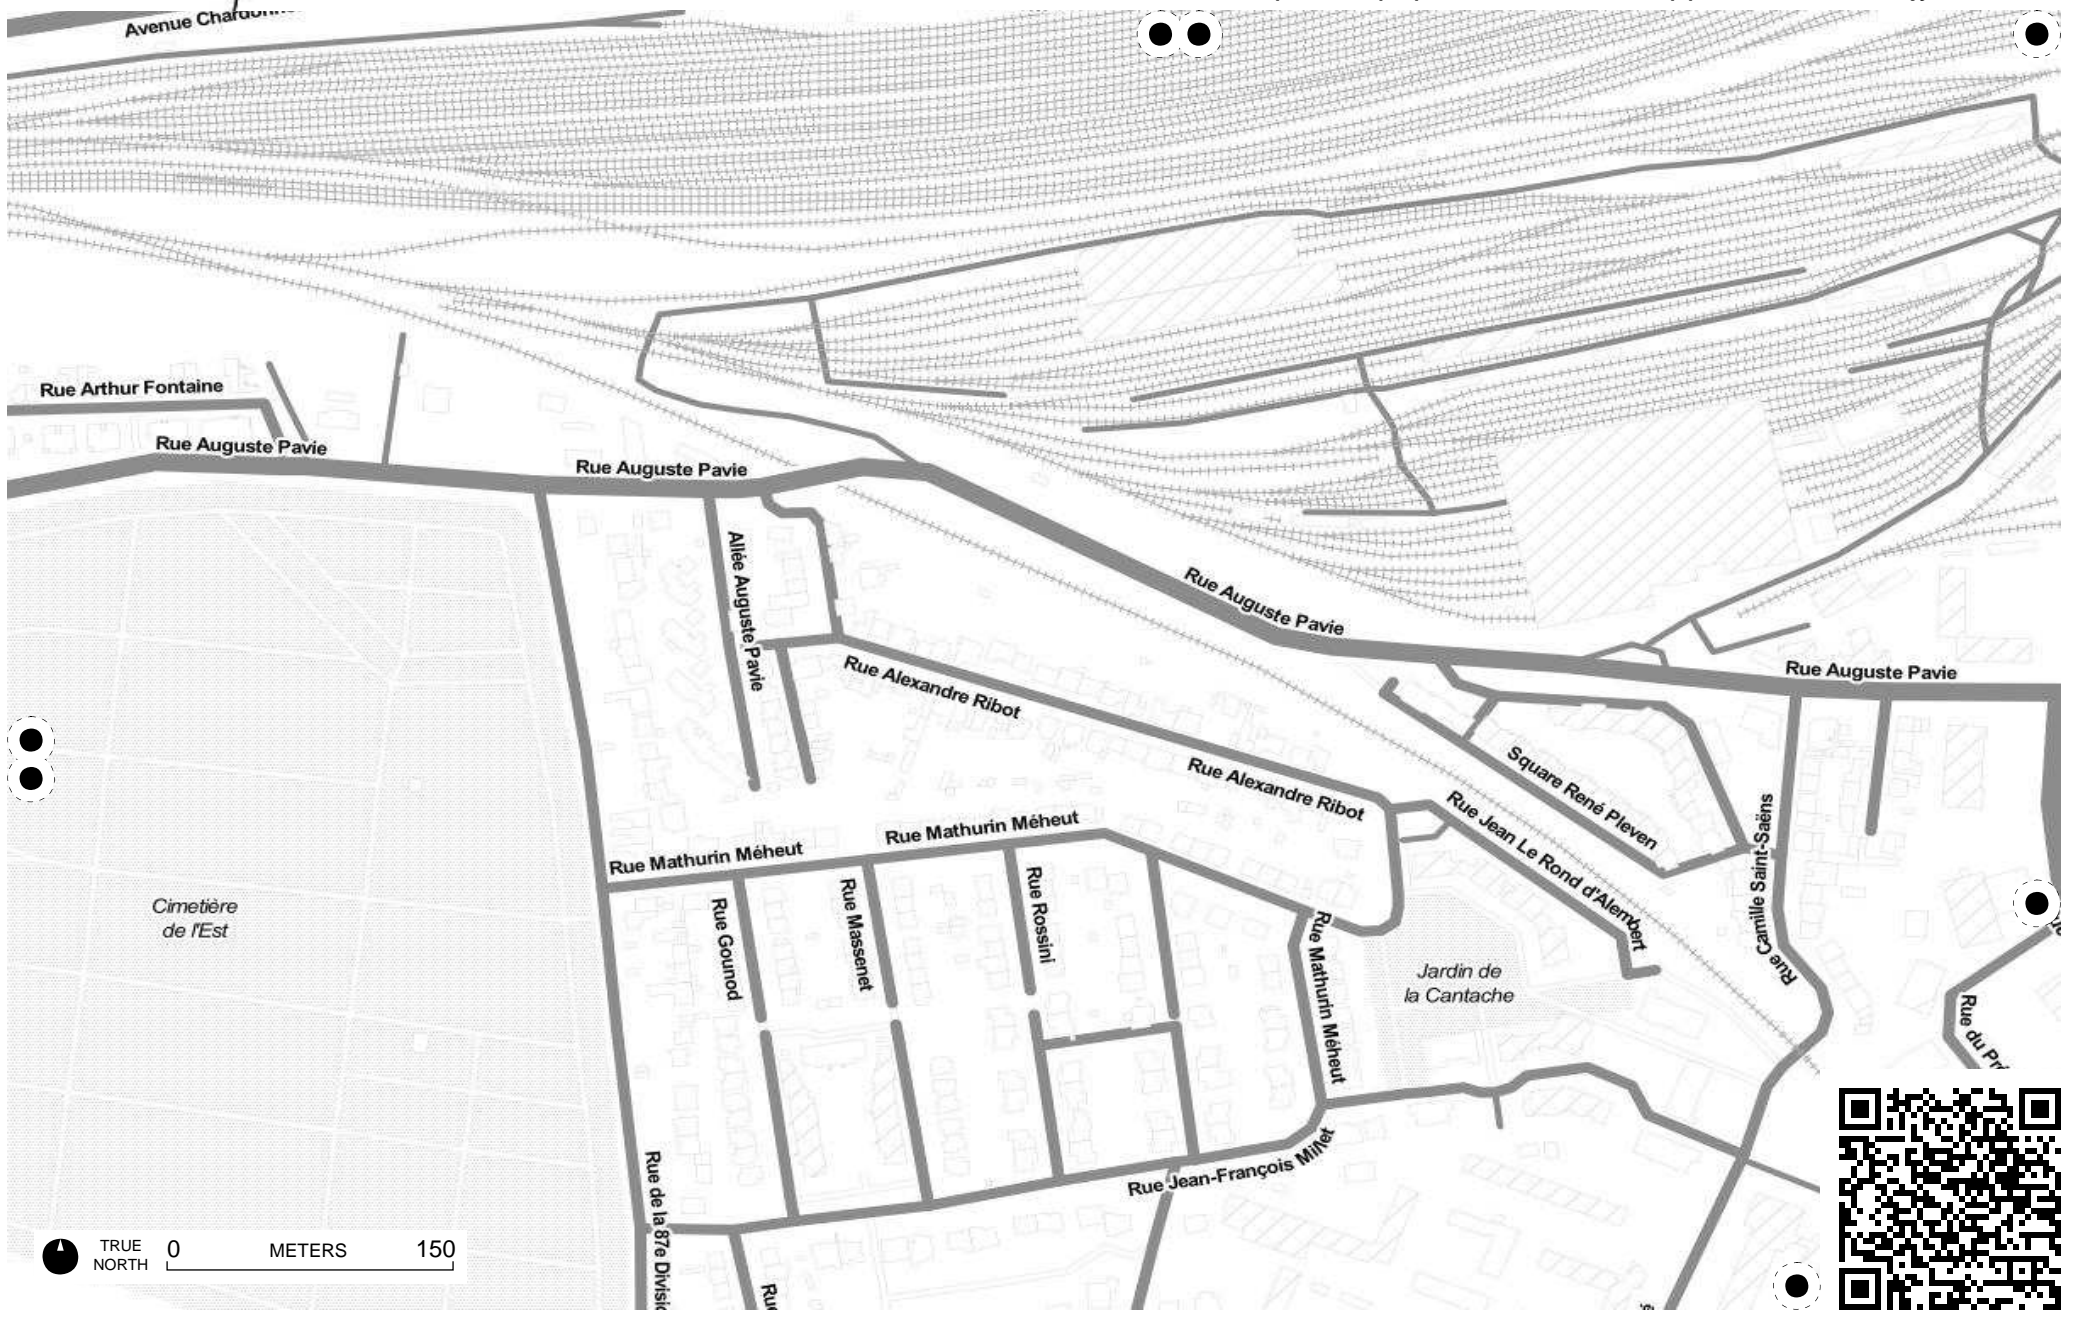 Rue Arthur Fontaine
Rue Auguste Pavie
Rue Auguste Pavie
Allée Auguste Pavie
Rue Auguste Pavie
Rue Auguste Pavie
Rue Alexandre Ribot
Rue Alexandre Ribot
Square René Pleven
Rue Jean Le Rond d'Alembert
Rue Camille Saint-Saëns
Rue Mathurin Méheut
Rue Mathurin Méheut
Rue Gounod
Rue Massenet
Rue Rossini
Rue Mathurin Méheut
Cimetière
de l'Est
Jardin de
la Cantache
Rue du
Rue Jean-François Millet
Rue de la 87e
TRUE
NORTH
0
METERS
150
Avenue